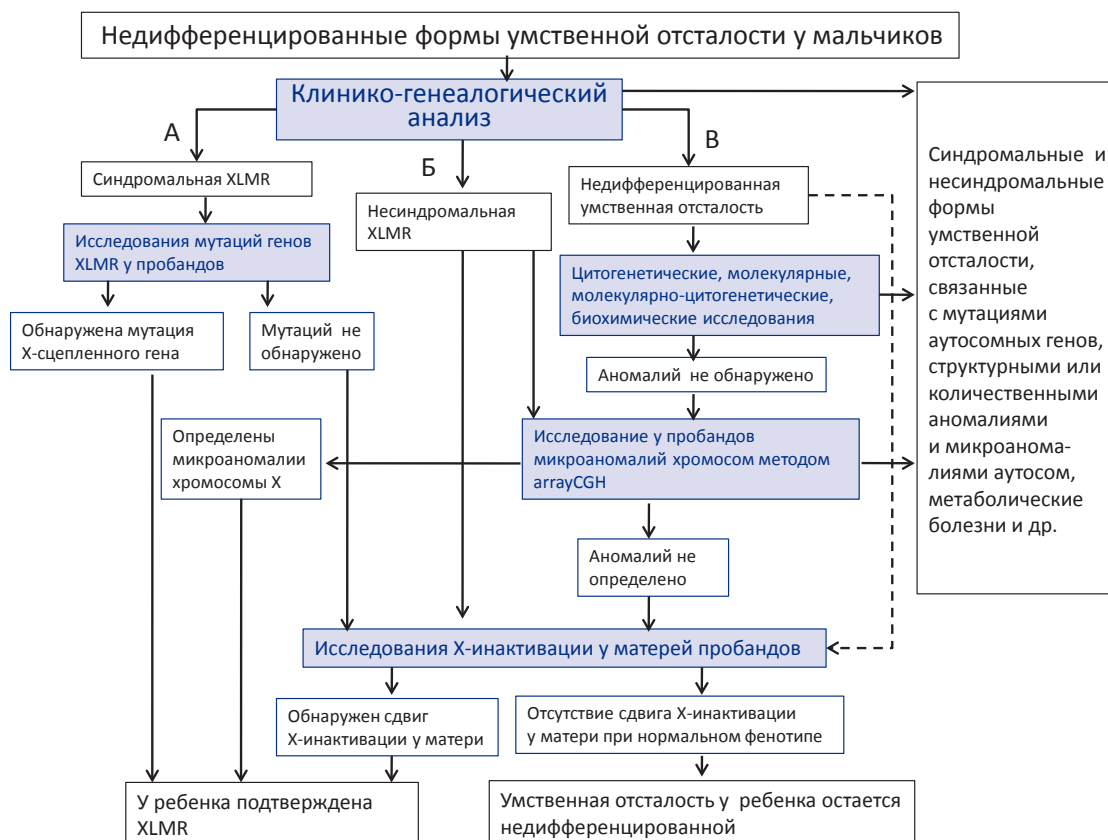 Недифференцированные формы умственной отсталости у мальчиков
Клинико-генеалогический
анализ
А
Б
В
Синдромальная XLMR
Несиндромальная
XLMR
Недифференцированная
умственная отсталость
Исследования мутаций генов
XLMR у пробандов
Цитогенетические, молекулярные,
молекулярно-цитогенетические,
биохимические исследования
Обнаружена мутация
Х-сцепленного гена
Мутаций не
обнаружено
Аномалий не обнаружено
Определены
микроаномалии
хромосомы Х
Исследование у пробандов
микроаномалий хромосом методом
arrayCGH
Аномалий не
определено
Исследования Х-инактивации у матерей пробандов
Обнаружен сдвиг
Х-инактивации у матери
Отсутствие сдвига Х-инактивации
у матери при нормальном фенотипе
У ребенка подтверждена
XLMR
Умственная отсталость у ребенка остается
недифференцированной
Синдромальные и
несиндромальные
формы
умственной
отсталости,
связанные
с мутациями
аутосомных генов,
структурными или
количественными
аномалиями
и микроанома-
лиями аутосом,
метаболические
болезни и др.